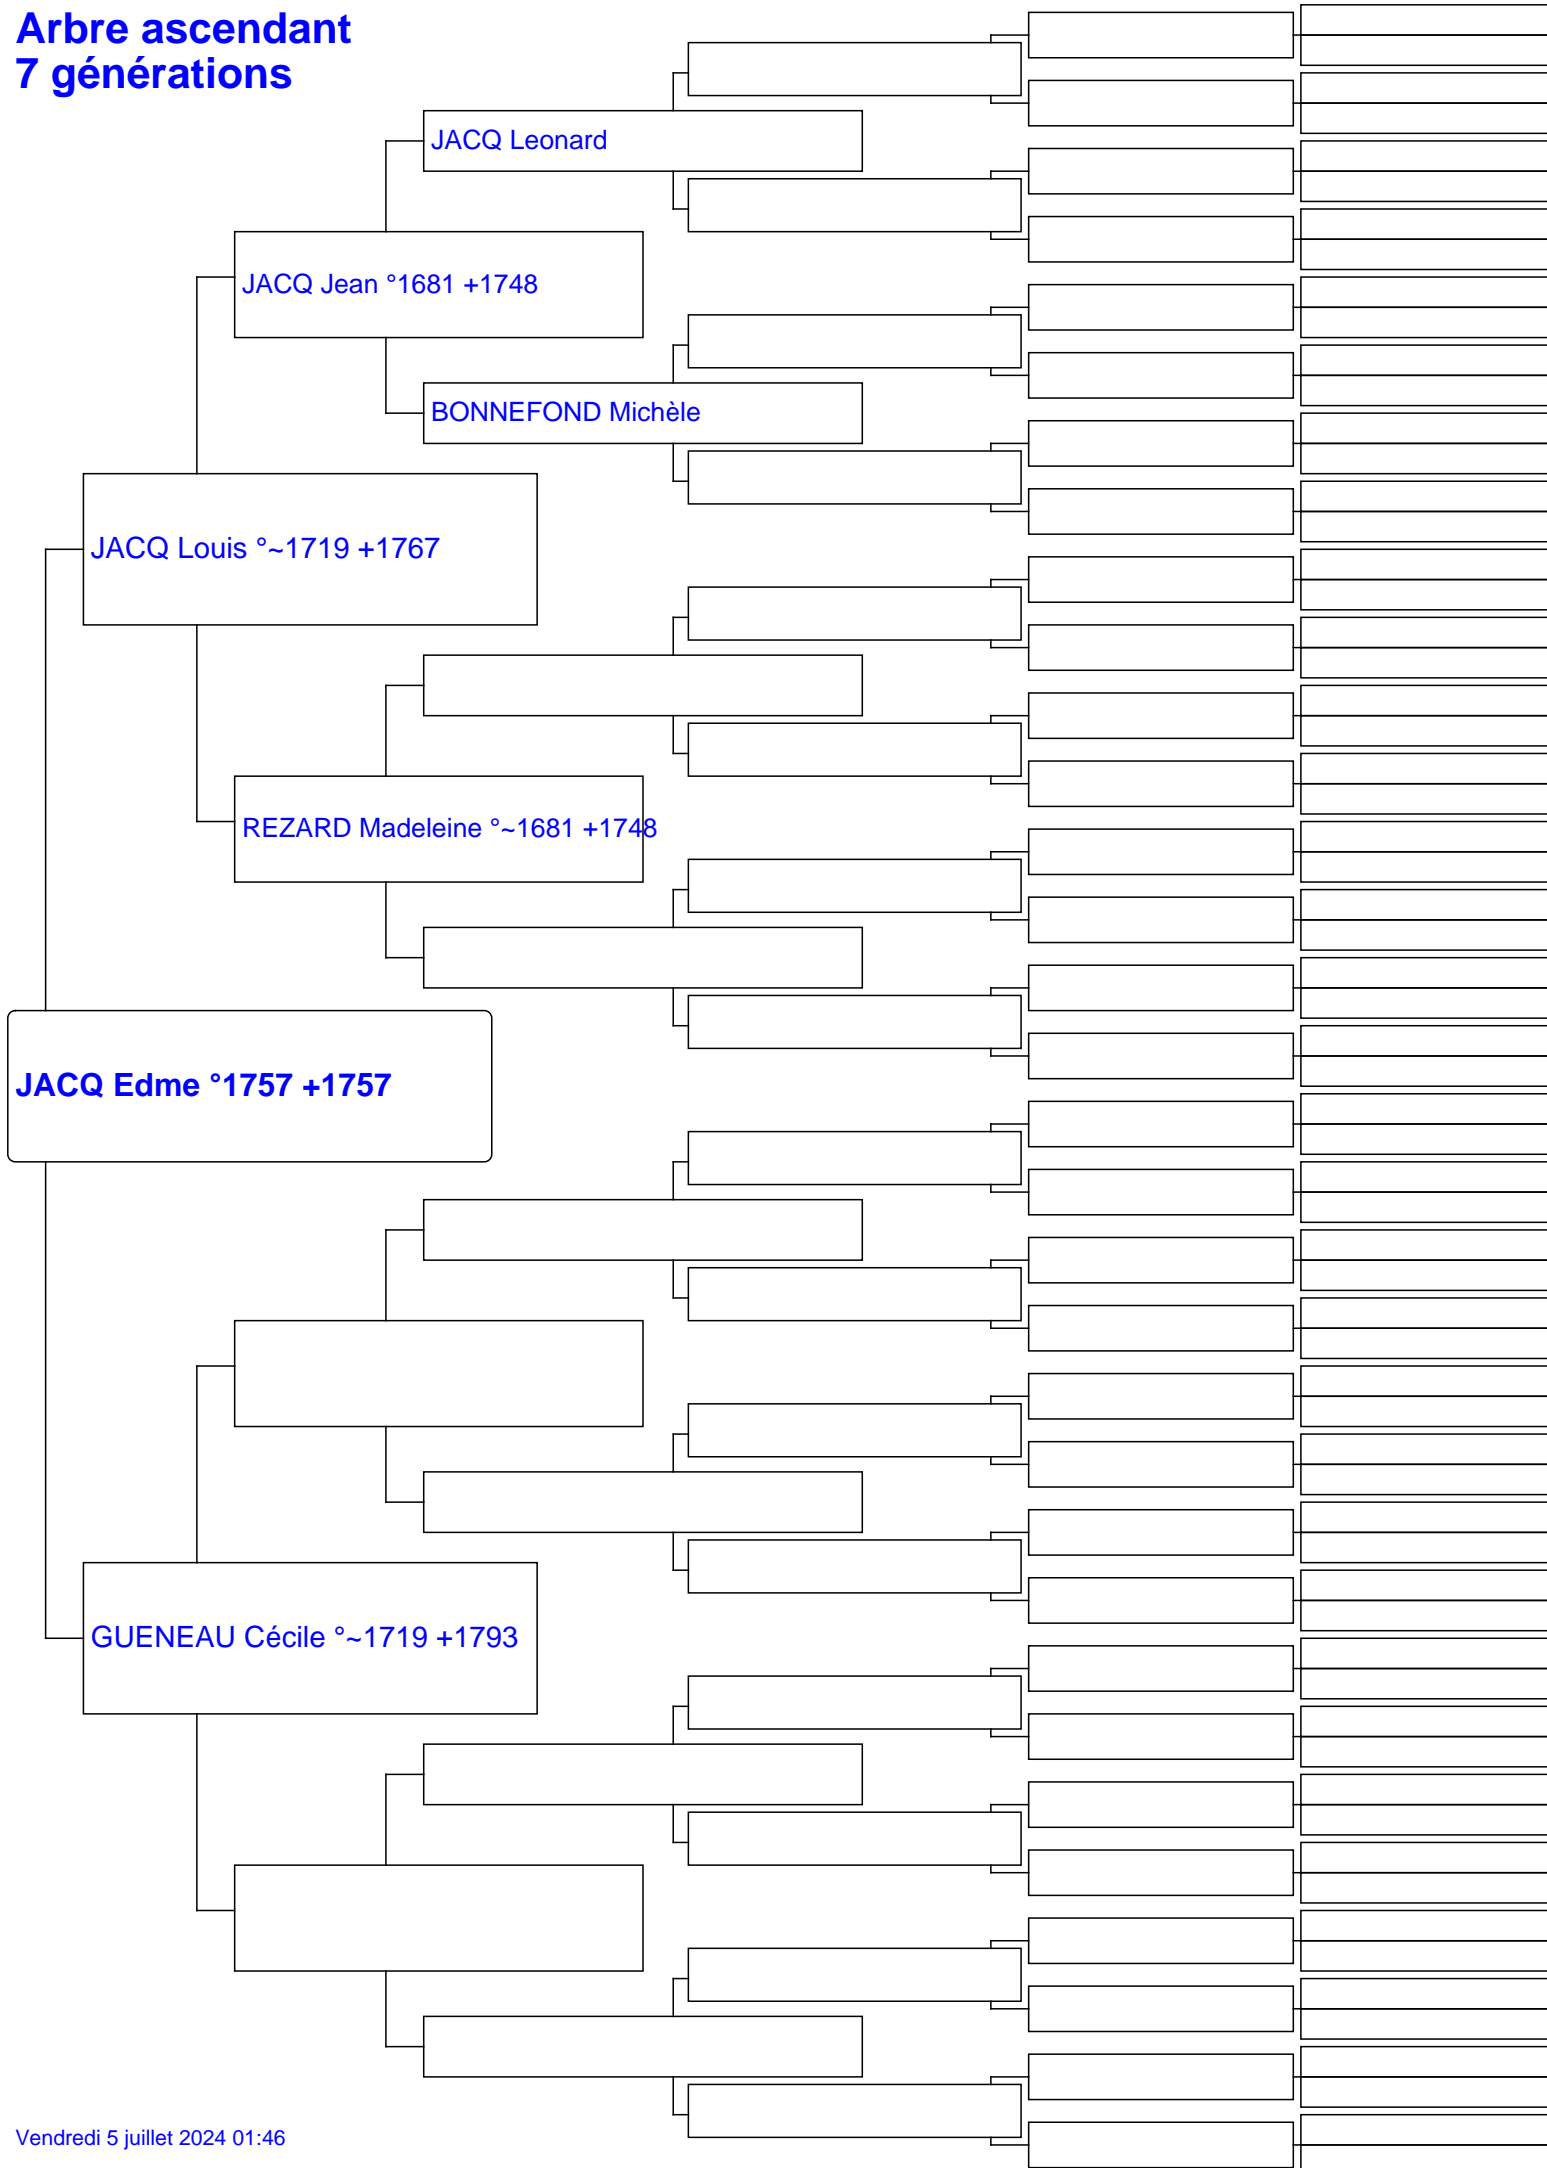 Arbre ascendant
7 générations
JACQ Leonard
JACQ Jean °1681 +1748
BONNEFOND Michèle
JACQ Louis °~1719 +1767
REZARD Madeleine °~1681 +1748
JACQ Edme °1757 +1757
GUENEAU Cécile °~1719 +1793
Vendredi 5 juillet 2024 01:46